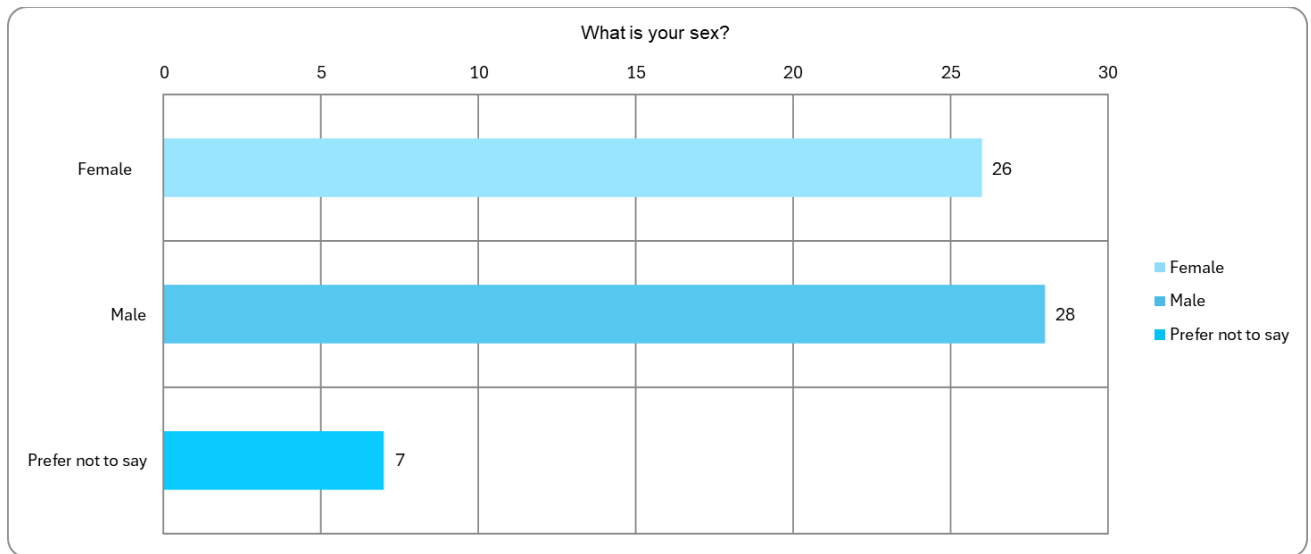 What is your sex?
0 5 10 15 20 25 30
Female 26
Male 28
Prefer not to say 7
Female
Male
Prefer not to say